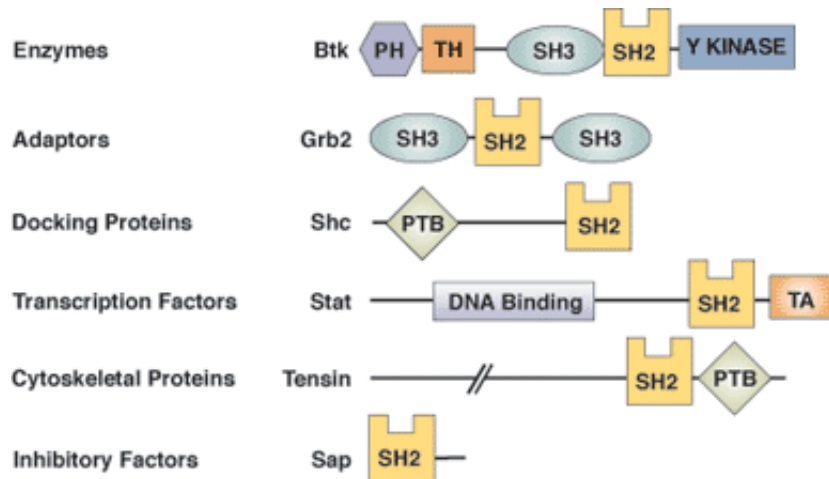 Enzymes Btk PH TH SH3 SH2 Y KINASE
Adaptors Grb2 SH3 SH2 SH3
Docking Proteins Shc PTB SH2
Transcription Factors Stat DNA Binding SH2 TA
Cytoskeletal Proteins Tensin SH2 PTB
Inhibitory Factors Sap SH2